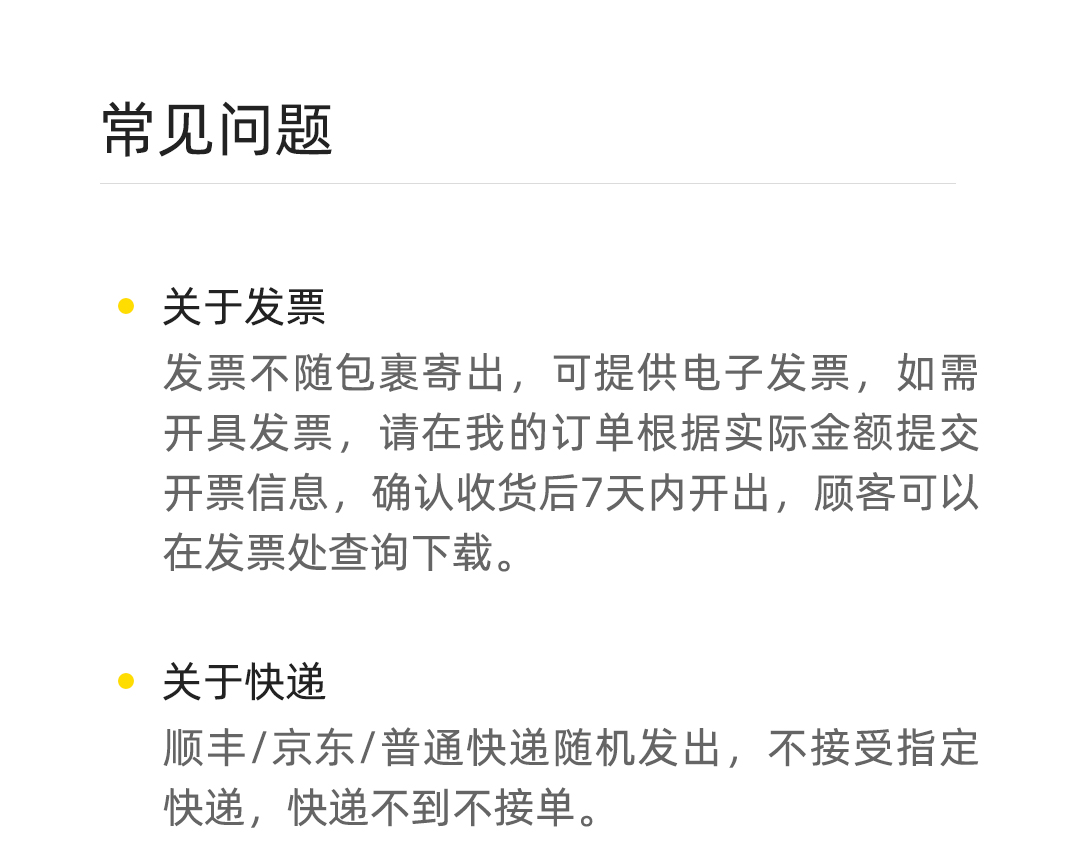 常见问题
关于发票
发票不随包裹寄出，可提供电子发票，如需
开具发票，请在我的订单根据实际金额提交
开票信息，确认收货后7天内开出，顾客可以
在发票处查询下载。
关于快递
顺丰/京东/普通快递随机发出，不接受指定
快递，快递不到不接单。